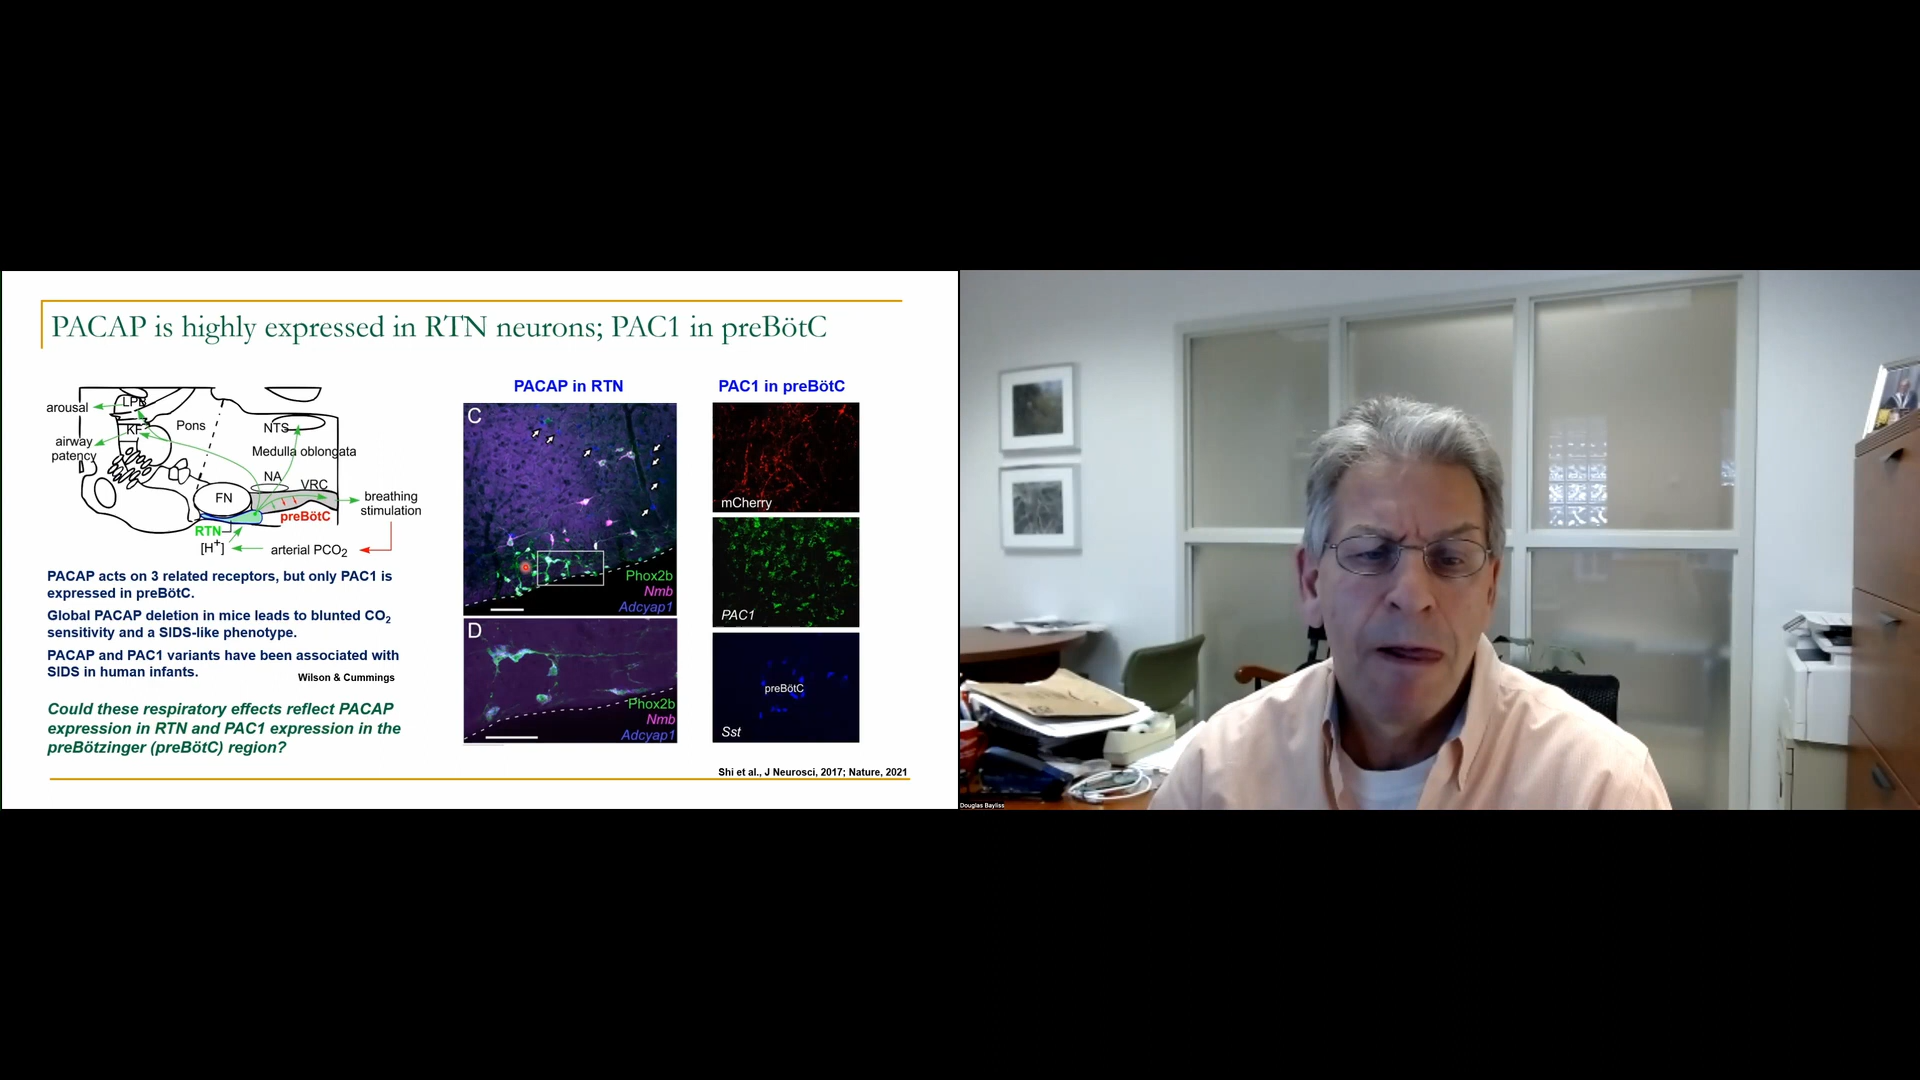 PACAP is highly expressed in RTN neurons; PAC1 in preBötC
arousal
LPB
KF
Pons
NTS
airway
patency
Medulla oblongata
NA
VRC
FN
breathing
stimulation
preBötC
RTN
[H+]
arterial PCO2
PACAP acts on 3 related receptors, but only PAC1 is
expressed in preBötC.
Global PACAP deletion in mice leads to blunted CO2
sensitivity and a SIDS-like phenotype.
PACAP and PAC1 variants have been associated with
SIDS in human infants.
Wilson & Cummings
Could these respiratory effects reflect PACAP
expression in RTN and PAC1 expression in the
preBötzinger (preBötC) region?
PACAP in RTN
C
Phox2b
Nmb
Adcyap1
D
Phox2b
Nmb
Adcyap1
PAC1 in preBötC
mCherry
PAC1
preBötC
Sst
Shi et al., J Neurosci, 2017; Nature, 2021
Douglas Bayliss